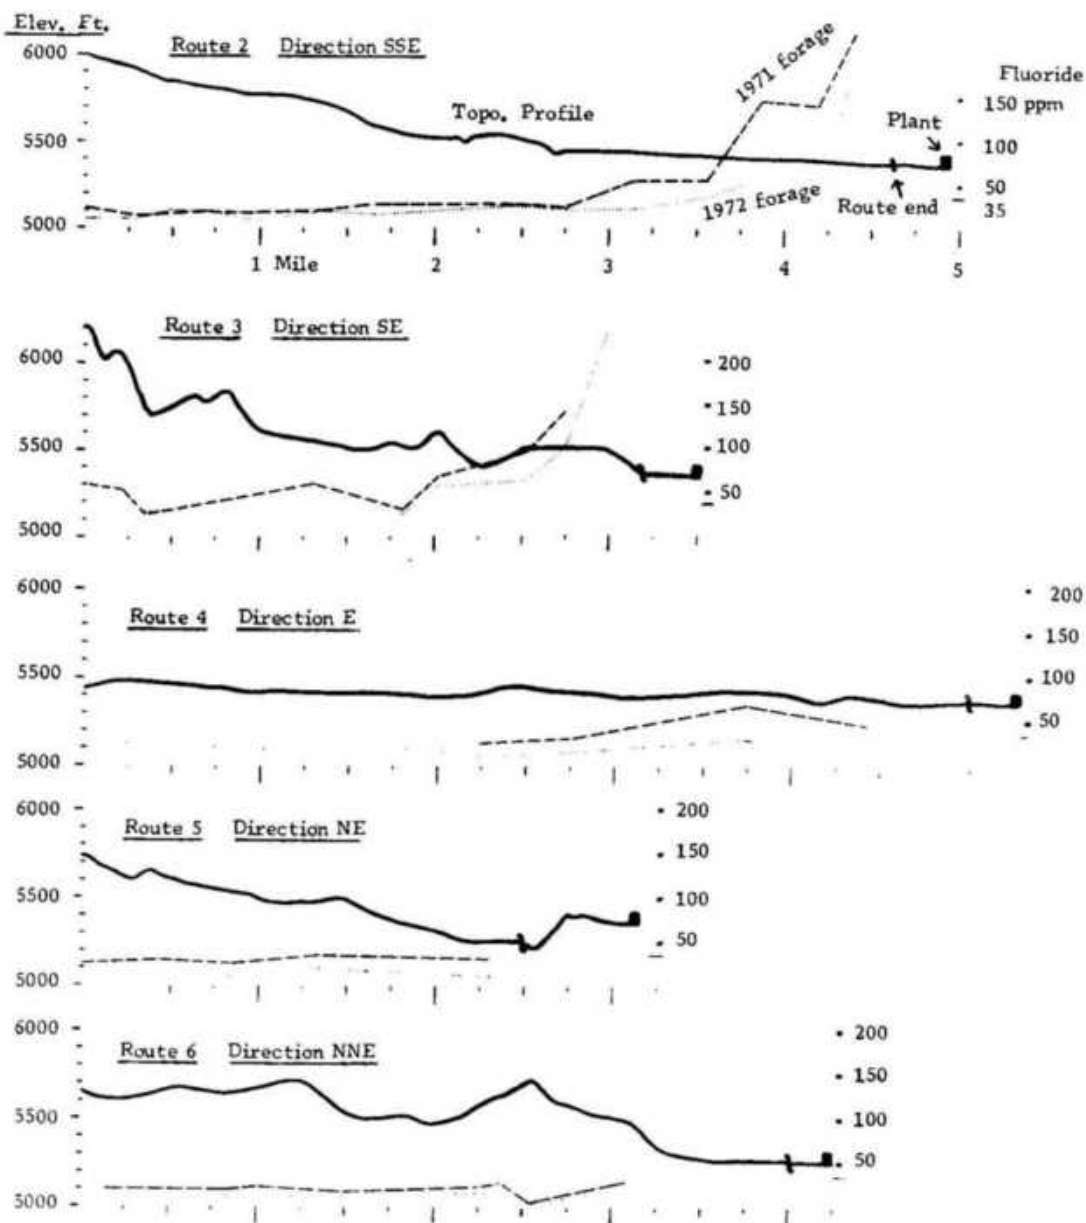 Elev. Ft.
Route 2 Direction SSE
6000
1971 forage
Fluoride
150 ppm
Topo. Profile
Plant
5500
100
50
1972 forage
Route end
35
5000
1 Mile
2
3
4
5
Route 3 Direction SE
6000
200
150
5500
100
50
5000
6000
200
Route 4 Direction E
150
5500
100
50
5000
6000
200
Route 5 Direction NE
150
5500
100
50
5000
6000
200
Route 6 Direction NNE
150
5500
100
50
5000